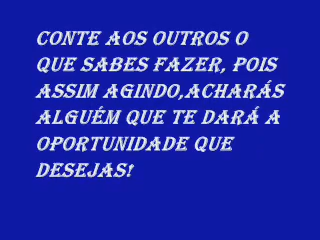 CONTE AOS OUTROS O
QUE SABES FAZER, POIS
ASSIM AGINDO,ACHARÁS
ALGUÉM QUE TE DARÁ A
OPORTUNIDADE QUE
DESEJAS!